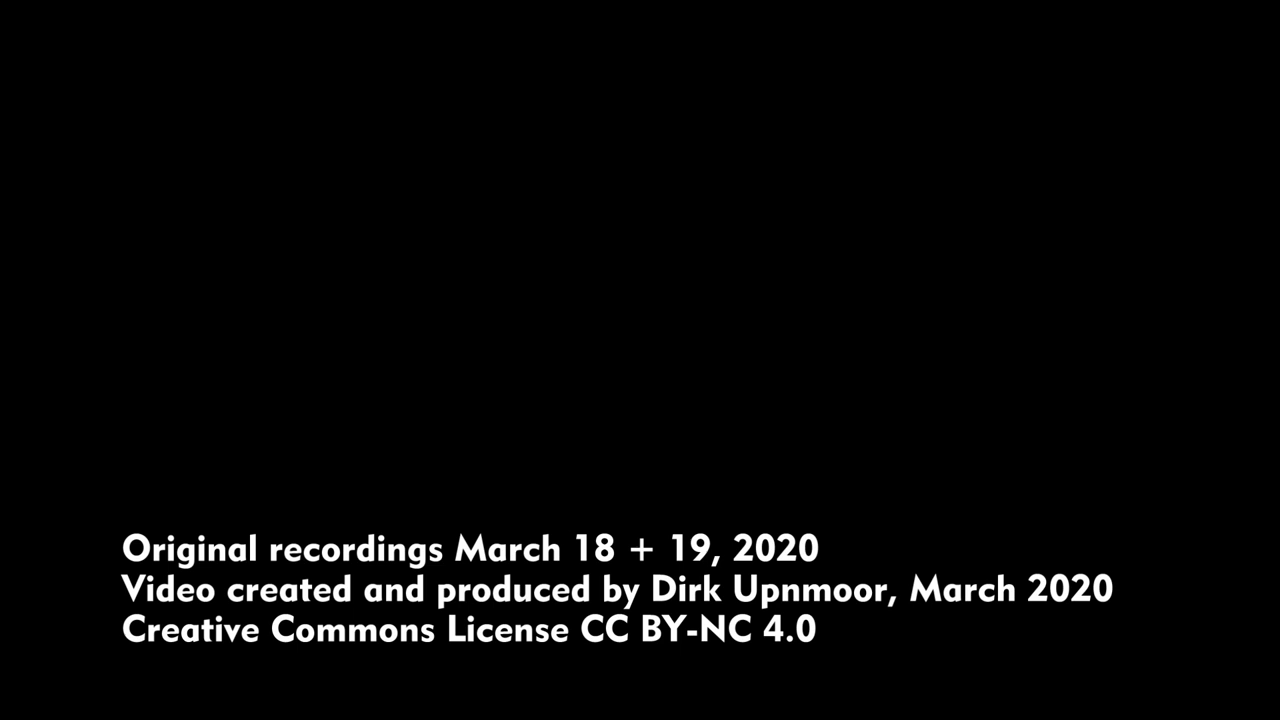 Original recordings March 18 + 19, 2020
Video created and produced by Dirk Upnmoor, March 2020
Creative Commons License CC BY-NC 4.0